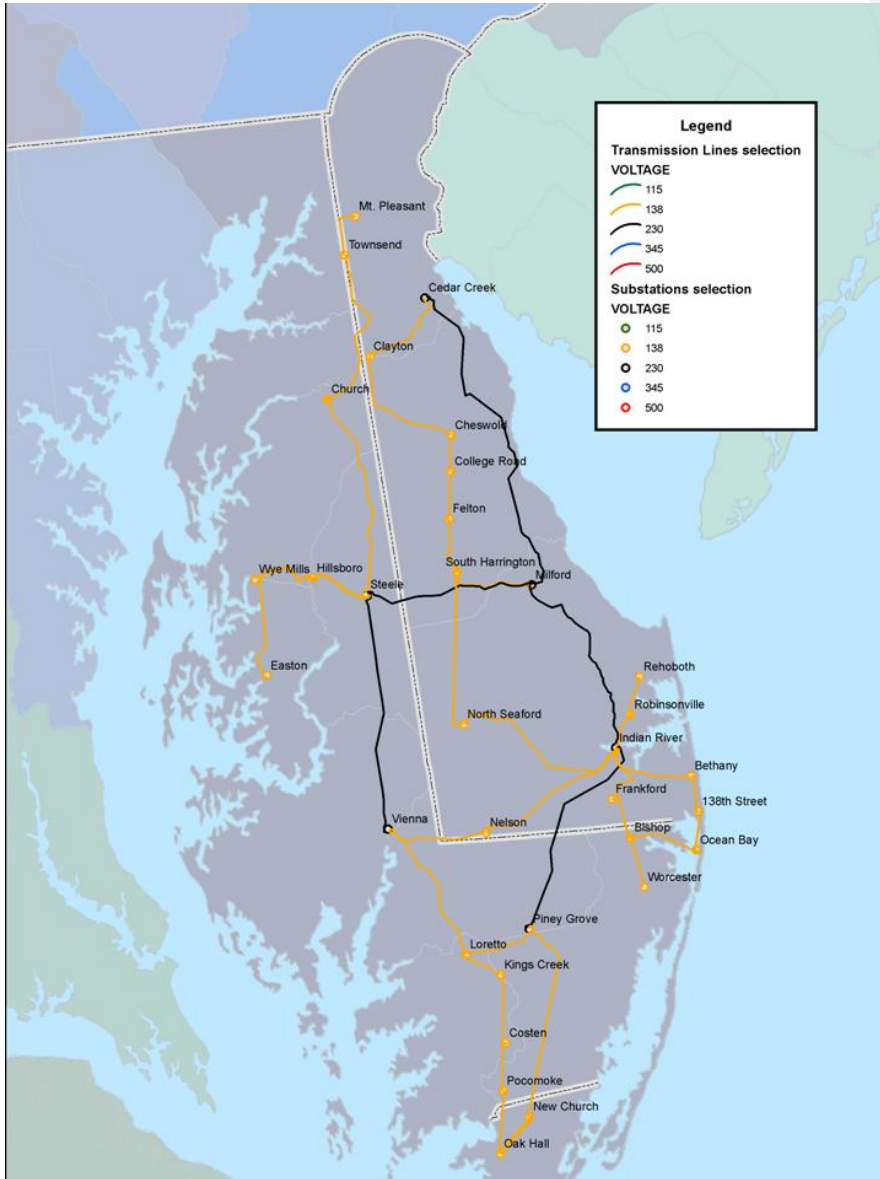 Legend
Transmission Lines selection
VOLTAGE
115
138
230
345
500
Substations selection
VOLTAGE
115
138
230
345
500
Mt. Pleasant
Townsend
Cedar Creek
Clayton
Church
Cheswold
College Road
Felton
South Harrington
Wye Mills
Hillsboro
Steele
Milford
Easton
Rehoboth
Robinsonville
North Seaford
Indian River
Bethany
Frankford
138th Street
Vienna
Nelson
Bishop
Ocean Bay
Worcester
Piney Grove
Loretto
Kings Creek
Costen
Pocomoke
New Church
Oak Hall